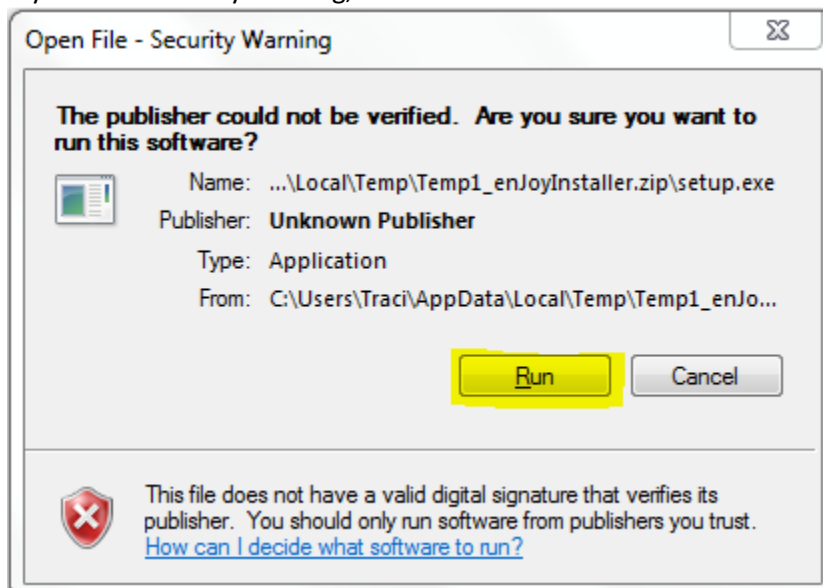 Open File - Security Warning
The publisher could not be verified. Are you sure you want to
run this software?
Name: ...\Local\Temp\Temp1_enJoyInstaller.zip\setup.exe
Publisher: Unknown Publisher
Type: Application
From: C:\Users\Traci\AppData\Local\Temp\Temp1_enJo...
Run Cancel
This file does not have a valid digital signature that verifies its
publisher. You should only run software from publishers you trust.
How can I decide what software to run?